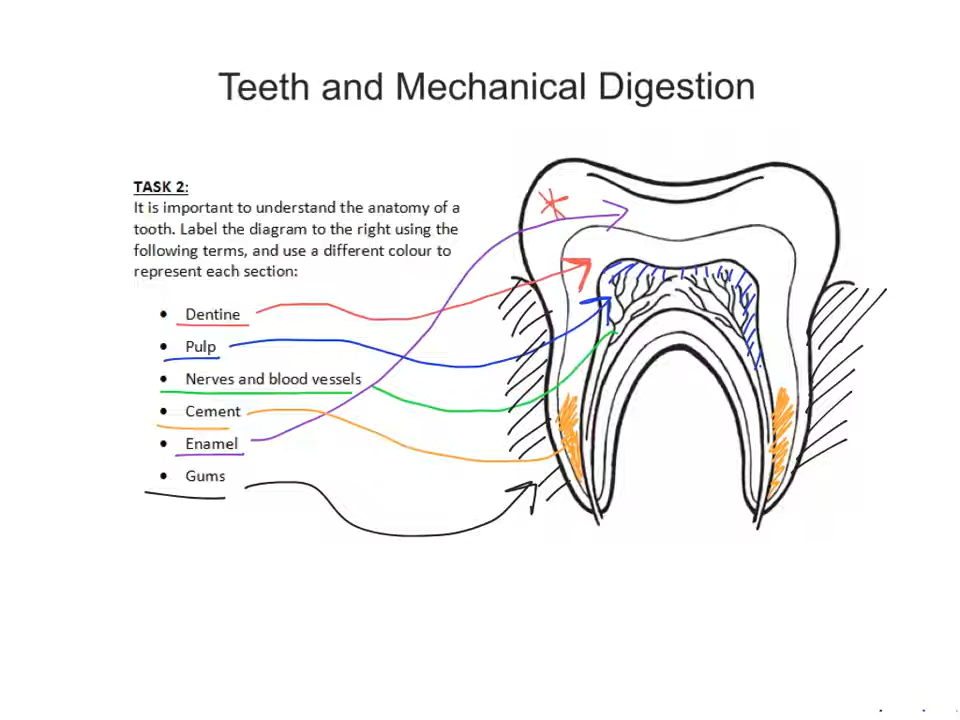 Teeth and Mechanical Digestion
TASK 2:
It is important to understand the anatomy of a
tooth. Label the diagram to the right using the
following terms, and use a different colour to
represent each section:
• Dentine
• Pulp
• Nerves and blood vessels
• Cement
• Enamel
• Gums